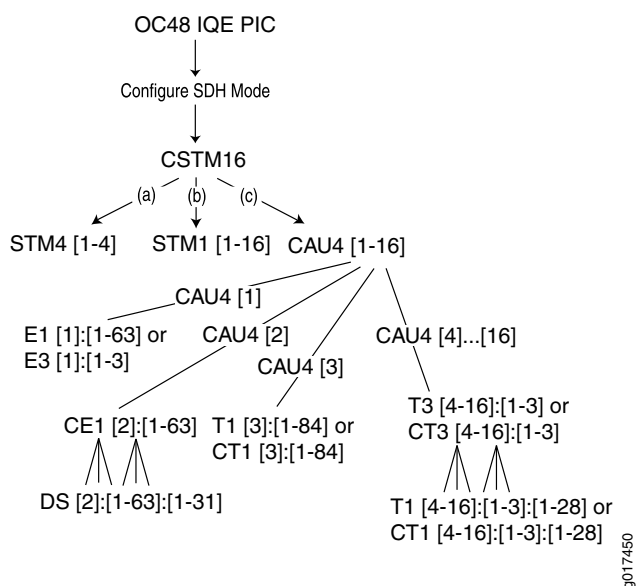 OC48 IQE PIC
Configure SDH Mode
CSTM16
(a)
(b)
(c)
STM4 [1-4]
STM1 [1-16]
CAU4 [1-16]
CAU4 [1]
E1 [1]:[1-63] or
E3 [1]:[1-3]
CAU4 [2]
CAU4 [3]
CAU4 [4]...[16]
CE1 [2]:[1-63]
T1 [3]:[1-84] or
CT1 [3]:[1-84]
T3 [4-16]:[1-3] or
CT3 [4-16]:[1-3]
DS [2]:[1-63]:[1-31]
T1 [4-16]:[1-3]:[1-28] or
CT1 [4-16]:[1-3]:[1-28]
g017450